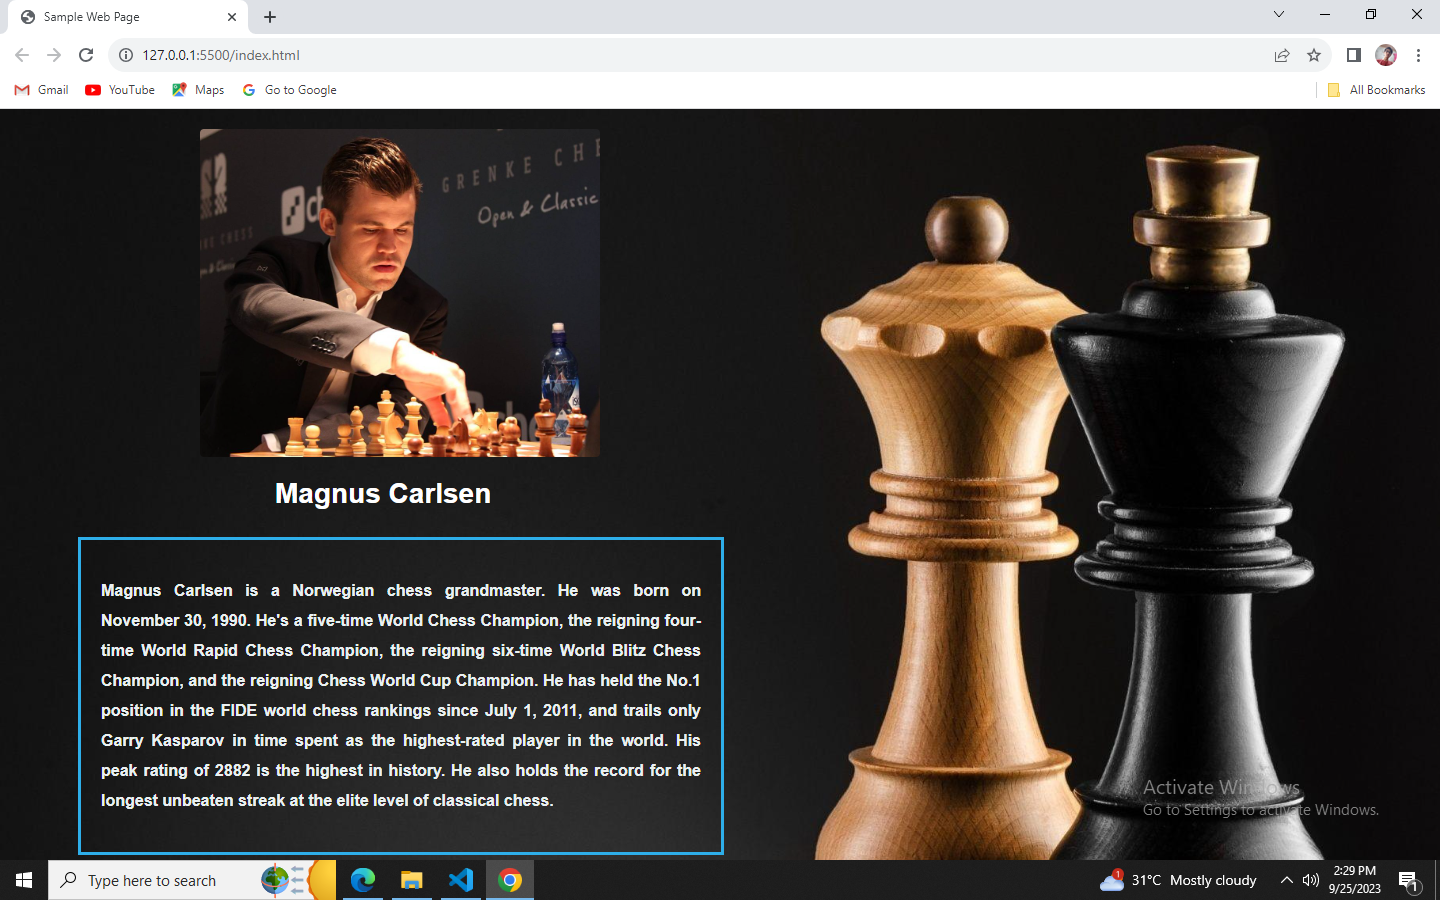 Sample Web Page
127.0.0.1:5500/index.html
Gmail
YouTube
Maps
Go to Google
All Bookmarks
GRENKE CHE
Open & Classic
Magnus Carlsen
Magnus Carlsen is a Norwegian chess grandmaster. He was born on
November 30, 1990. He's a five-time World Chess Champion, the reigning four-
time World Rapid Chess Champion, the reigning six-time World Blitz Chess
Champion, and the reigning Chess World Cup Champion. He has held the No.1
position in the FIDE world chess rankings since July 1, 2011, and trails only
Garry Kasparov in time spent as the highest-rated player in the world. His
peak rating of 2882 is the highest in history. He also holds the record for the
longest unbeaten streak at the elite level of classical chess.
Activate Windows
Go to Settings to activate Windows.
Type here to search
1
31°C Mostly cloudy
2:29 PM
9/25/2023
1